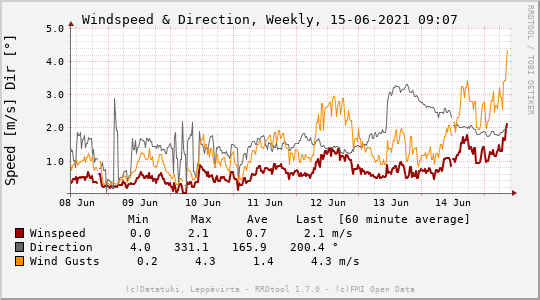 Windspeed & Direction, Weekly, 15-06-2021 09:07
RRDTOOL / TOBI OETIKER
Speed [m/s] Dir [°]
5.0
4.0
3.0
2.0
1.0
08 Jun 09 Jun 10 Jun 11 Jun 12 Jun 13 Jun 14 Jun
Min Max Ave Last [60 minute average]
Winspeed 0.0 2.1 0.7 2.1 m/s
Direction 4.0 331.1 165.9 200.4 °
Wind Gusts 0.2 4.3 1.4 4.3 m/s
(c)Datatuki, Leppävirta - RRDtool 1.7.0 - (c)FMI Open Data